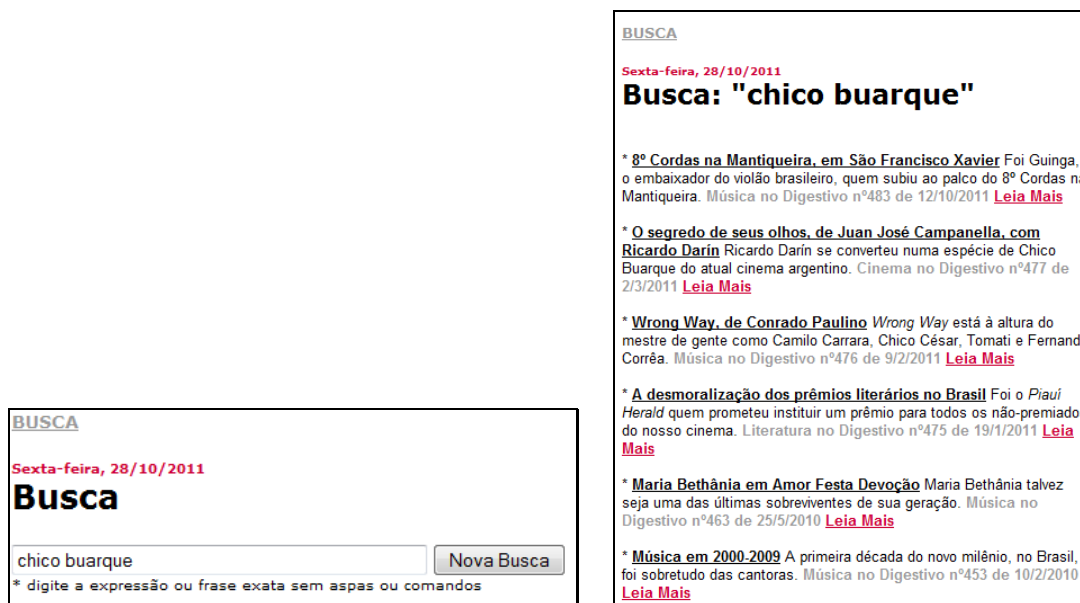 BUSCA
Sexta-feira, 28/10/2011
Busca
chico buarque
Nova Busca
* digite a expressão ou frase exata sem aspas ou comandos
BUSCA
Sexta-feira, 28/10/2011
Busca: "chico buarque"
* 8º Cordas na Mantiqueira, em São Francisco Xavier Foi Guinga,
o embaixador do violão brasileiro, quem subiu ao palco do 8º Cordas na
Mantiqueira. Música no Digestivo nº483 de 12/10/2011 Leia Mais
* O segredo de seus olhos, de Juan José Campanella, com
Ricardo Darín Ricardo Darín se converteu numa espécie de Chico
Buarque do atual cinema argentino. Cinema no Digestivo nº477 de
2/3/2011 Leia Mais
* Wrong Way, de Conrado Paulino Wrong Way está à altura do
mestre de gente como Camilo Carrara, Chico César, Tomati e Fernand
Corrêa. Música no Digestivo nº476 de 9/2/2011 Leia Mais
* A desmoralização dos prêmios literários no Brasil Foi o Piauí
Herald quem prometeu instituir um prêmio para todos os não-premiado
do nosso cinema. Literatura no Digestivo nº475 de 19/1/2011 Leia
Mais
* Maria Bethânia em Amor Festa Devoção Maria Bethânia talvez
seja uma das últimas sobreviventes de sua geração. Música no
Digestivo nº463 de 25/5/2010 Leia Mais
* Música em 2000-2009 A primeira década do novo milênio, no Brasil,
foi sobretudo das cantoras. Música no Digestivo nº453 de 10/2/2010
Leia Mais